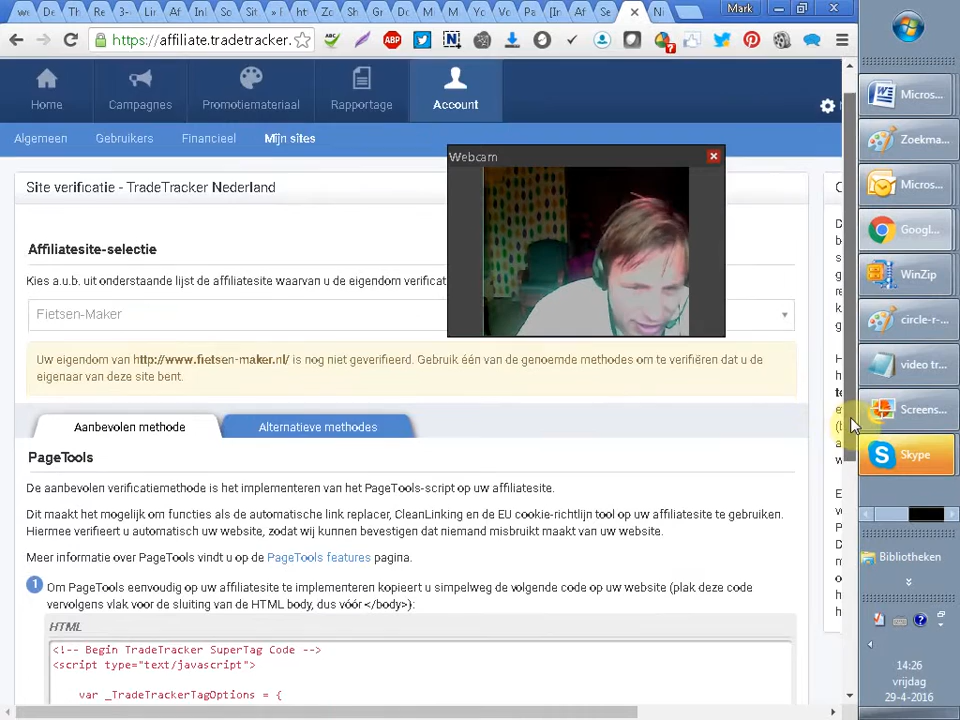 Mark
https://affiliate.tradetracker.
Home
Campagnes
Promotiemateriaal
Rapportage
Account
Algemeen
Gebruikers
Financieel
Mijn sites
Webcam
Site verificatie - TradeTracker Nederland
Affiliatesite-selectie
Kies a.u.b. uit onderstaande lijst de affiliatesite waarvan u de eigendom verificat
Fietsen-Maker
Uw eigendom van http://www.fietsen-maker.nl/ is nog niet geverifieerd. Gebruik één van de genoemde methodes om te verifiëren dat u de
eigenaar van deze site bent.
Aanbevolen methode
Alternatieve methodes
PageTools
De aanbevolen verificatiemethode is het implementeren van het PageTools-script op uw affiliatesite.
Dit maakt het mogelijk om functies als de automatische link replacer, CleanLinking en de EU cookie-richtlijn tool op uw affiliatesite te gebruiken.
Hiermee verifieert u automatisch uw website, zodat wij kunnen bevestigen dat niemand misbruikt maakt van uw website.
Meer informatie over PageTools vindt u op de PageTools features pagina.
1 Om PageTools eenvoudig op uw affiliatesite te implementeren kopieert u simpelweg de volgende code op uw website (plak deze code
vervolgens vlak voor de sluiting van de HTML body, dus vóór </body>):
HTML
<!-- Begin TradeTracker SuperTag Code -->
<script type="text/javascript">
var _TradeTrackerTagOptions = {
Micros...
Zoekma...
Micros...
Googl...
WinZip
circle-r-...
video tr...
Screens...
Skype
Bibliotheken
14:26
vrijdag
29-4-2016